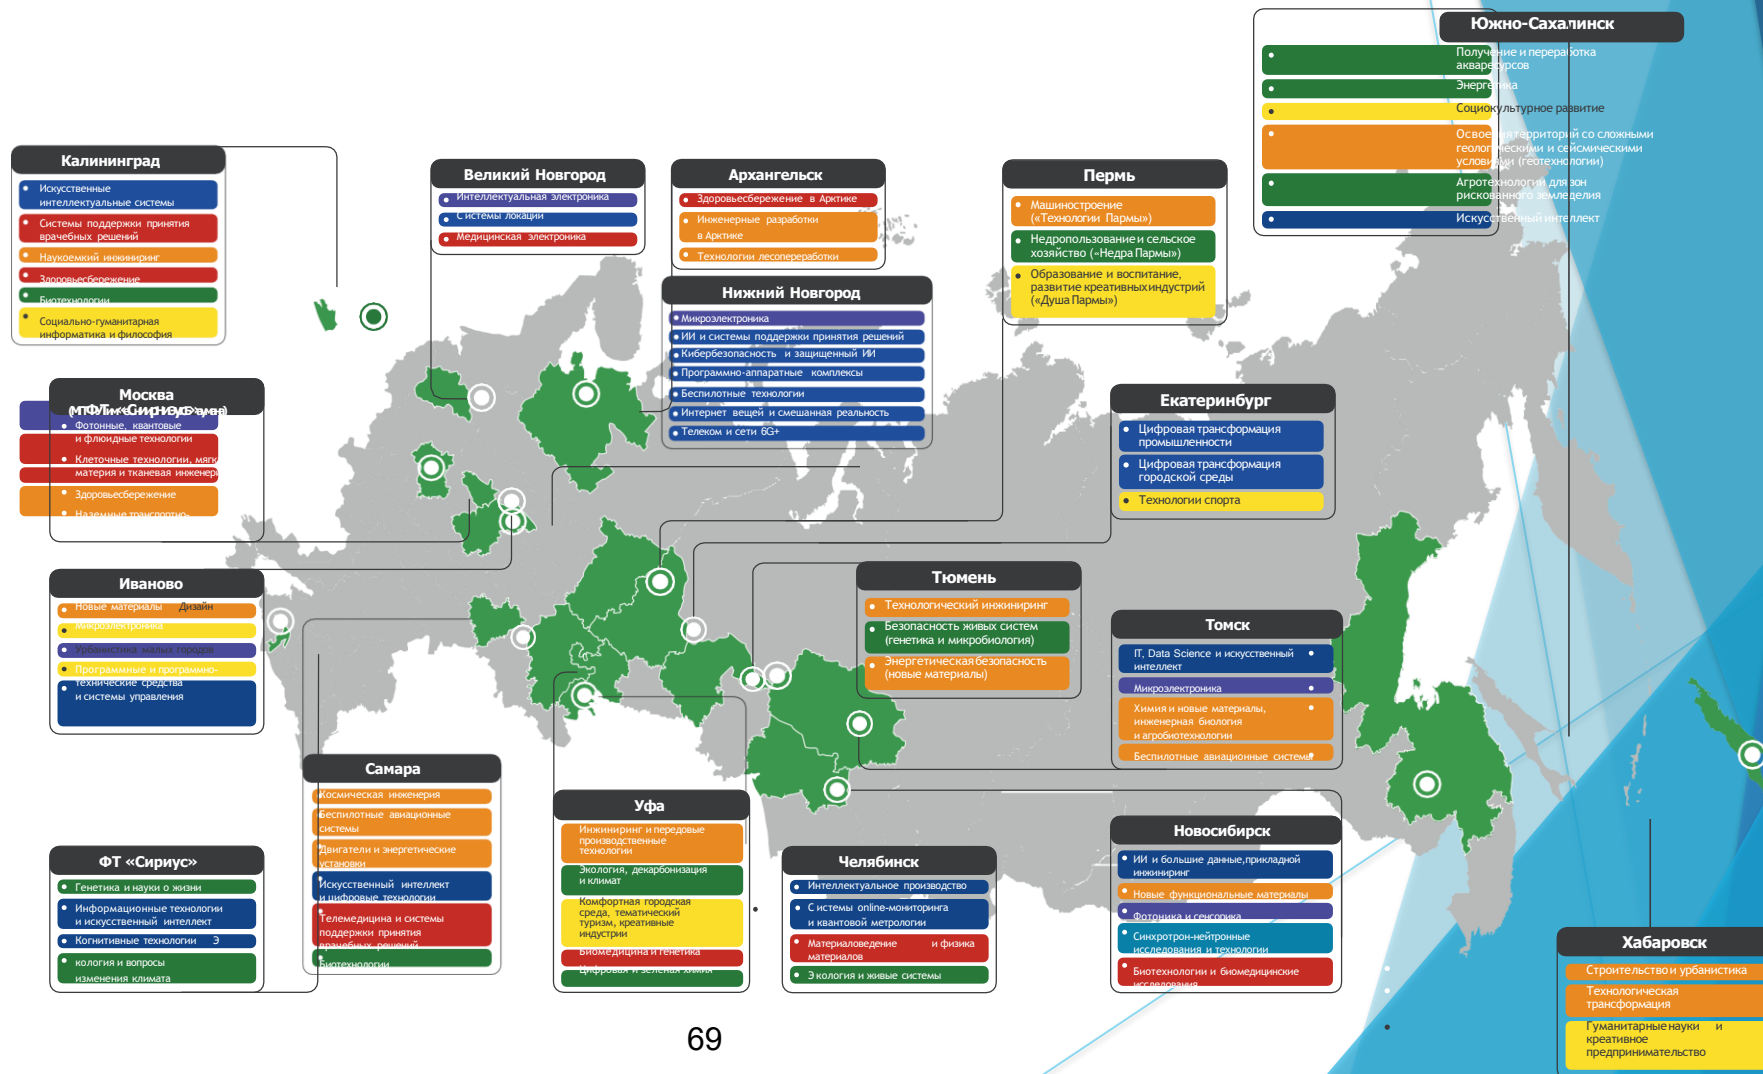 Южно-Сахалинск
Получение и переработка
акваресурсов
Энергетика
Социокультурное развитие
Освоения территорий со сложными
геологическими и сейсмическими
условиями (геотехнологии)
Агротехнологии для зон
рискованного земледелия
Искусственный интеллект
Калининград
Искусственные
интеллектуальные системы
Системы поддержки принятия
врачебных решений
Наукоемкий инжиниринг
Здоровьесбережение
Биотехнологии
Социально-гуманитарная
информатика и философия
Великий Новгород
Интеллектуальная электроника
Системы локации
Медицинская электроника
Архангельск
Здоровьесбережение в Арктике
Инженерные разработки
в Арктике
Технологии лесопереработки
Пермь
Машиностроение
(«Технологии Пармы»)
Недропользование и сельское
хозяйство («Недра Пармы»)
Образование и воспитание,
развитие креативных индустрий
(«Душа Пармы»)
Нижний Новгород
Микроэлектроника
ИИ и системы поддержки принятия решений
Кибербезопасность и защищенный ИИ
Программно-аппаратные комплексы
Беспилотные технологии
Интернет вещей и смешанная реальность
Телеком и сети 6G+
Москва
Фотонные, квантовые
и флюидные технологии
Клеточные технологии, мягк
материя и тканевая инженери
Здоровьесбережение
Наземные транспортно-
Екатеринбург
Цифровая трансформация
промышленности
Цифровая трансформация
городской среды
Технологии спорта
Иваново
Новые материалы Дизайн
Микроэлектроника
Урбанистика малых городов
Программные и программно-
технические средства
и системы управления
Тюмень
Технологический инжиниринг
Безопасность живых систем
(генетика и микробиология)
Энергетическая безопасность
(новые материалы)
Томск
IT, Data Science и искусственный
интеллект
Микроэлектроника
Химия и новые материалы,
инженерная биология
и агробиотехнологии
Беспилотные авиационные системы
Самара
Космическая инженерия
Беспилотные авиационные
системы
Двигатели и энергетические
установки
Искусственный интеллект
и цифровые технологии
Телемедицина и системы
поддержки принятия
врачебных решений
Биотехнологии
Уфа
Инжиниринг и передовые
производственные
технологии
Экология, декарбонизация
и климат
Комфортная городская
среда, тематический
туризм, креативные
индустрии
Биомедицина и генетика
Цифровая и зеленая химия
ФТ «Сириус»
Генетика и науки о жизни
Информационные технологии
и искусственный интеллект
Когнитивные технологии Э
кология и вопросы
изменения климата
Челябинск
Интеллектуальное производство
Системы online-мониторинга
и квантовой метрологии
Материаловедение и физика
материалов
Экология и живые системы
Новосибирск
ИИ и большие данные,прикладной
инжиниринг
Новые функциональные материалы
Фотоника и сенсорика
Синхротрон-нейтронные
исследования и технологии
Биотехнологии и биомедицинские
исследования
Хабаровск
Строительство и урбанистика
Технологическая
трансформация
Гуманитарные науки и
креативное
предпринимательство
69